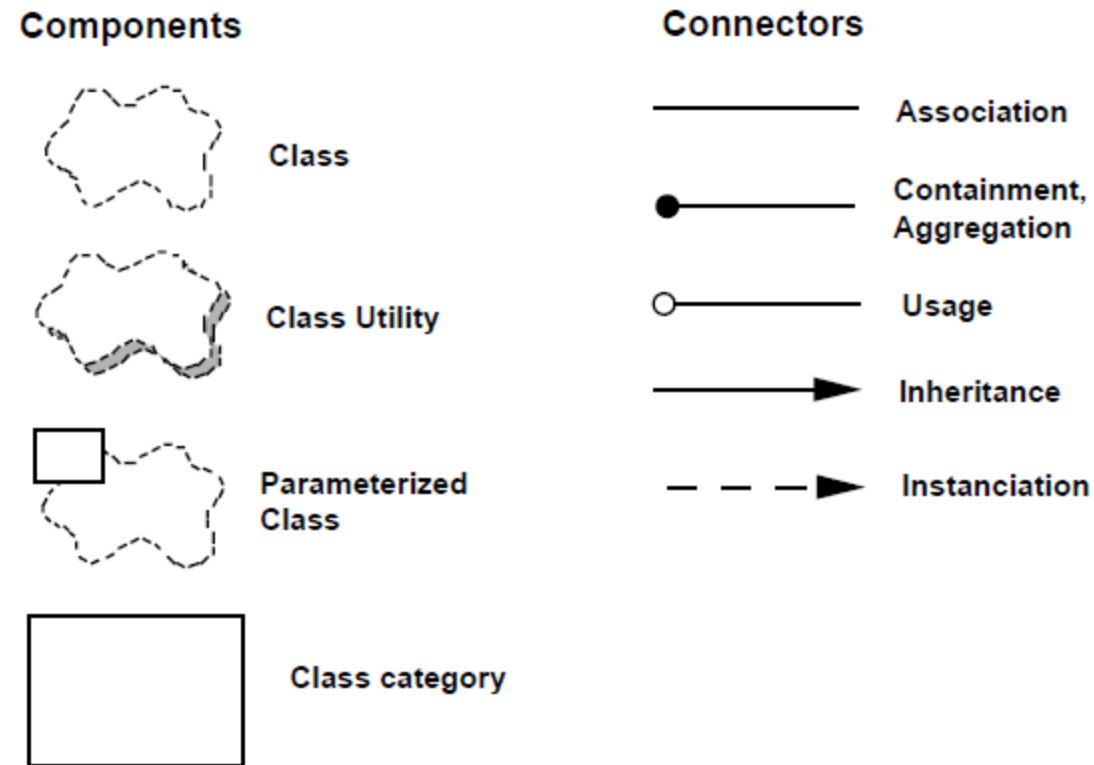 Components
Class
Class Utility
Parameterized
Class
Class category
Connectors
Association
Containment,
Aggregation
Usage
Inheritance
Instanciation